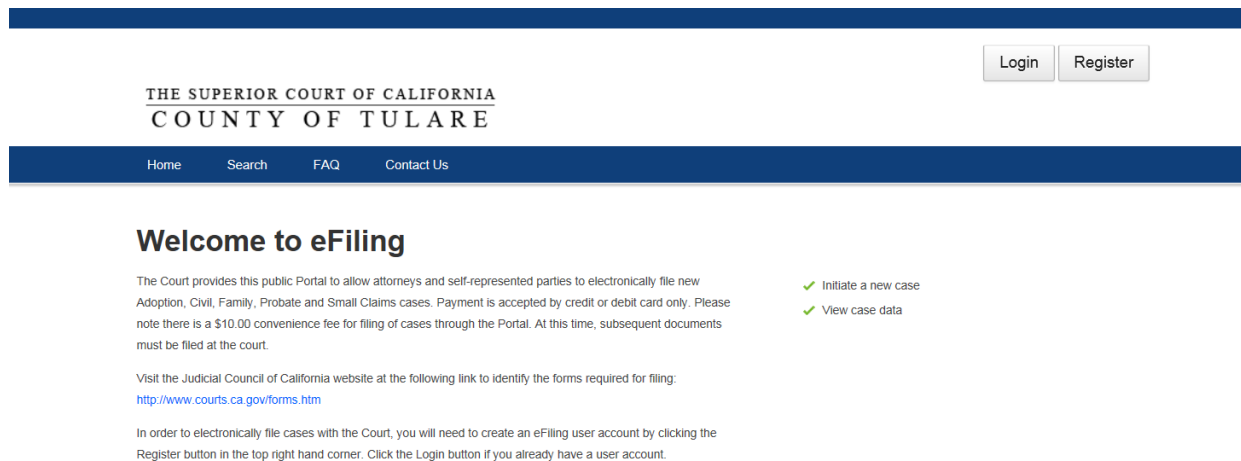 Login Register
THE SUPERIOR COURT OF CALIFORNIA
COUNTY OF TULARE
Home Search FAQ Contact Us
Welcome to eFiling
The Court provides this public Portal to allow attorneys and self-represented parties to electronically file new
Adoption, Civil, Family, Probate and Small Claims cases. Payment is accepted by credit or debit card only. Please
note there is a $10.00 convenience fee for filing of cases through the Portal. At this time, subsequent documents
must be filed at the court.
Visit the Judicial Council of California website at the following link to identify the forms required for filing:
http://www.courts.ca.gov/forms.htm
In order to electronically file cases with the Court, you will need to create an eFiling user account by clicking the
Register button in the top right hand corner. Click the Login button if you already have a user account.
Initiate a new case
View case data